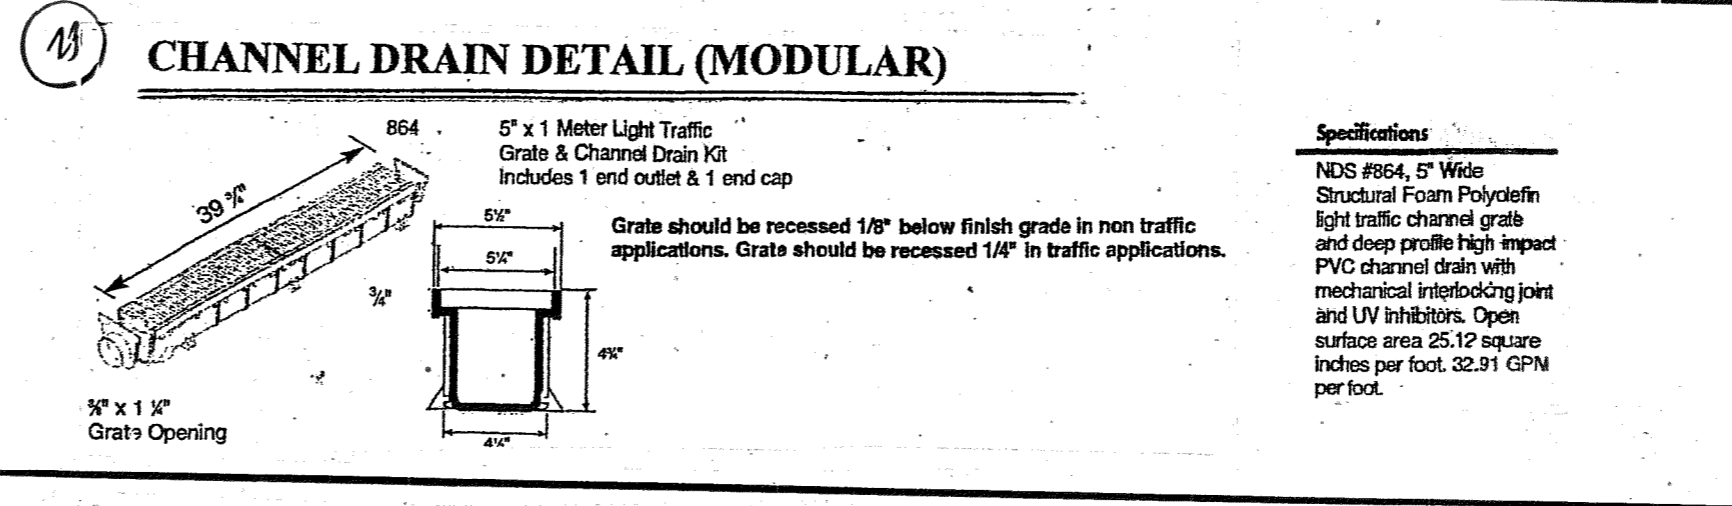 CHANNEL DRAIN DETAIL (MODULAR)
864
5" x 1 Meter Light Traffic
Grate & Channel Drain Kit
Includes 1 end outlet & 1 end cap
39 ¾"
5½"
Grate should be recessed 1/8" below finish grade in non traffic
applications. Grate should be recessed 1/4" in traffic applications.
5¼"
¾"
4¾"
4¼"
x 1 ¼"
Grate Opening
Specifications
NDS #864, 5" Wide
Structural Foam Polyolefin
light traffic channel grate
and deep profile high impact
PVC channel drain with
mechanical interlocking joint
and UV inhibitors. Open
surface area 25.12 square
inches per foot. 32.91 GPM
per foot.